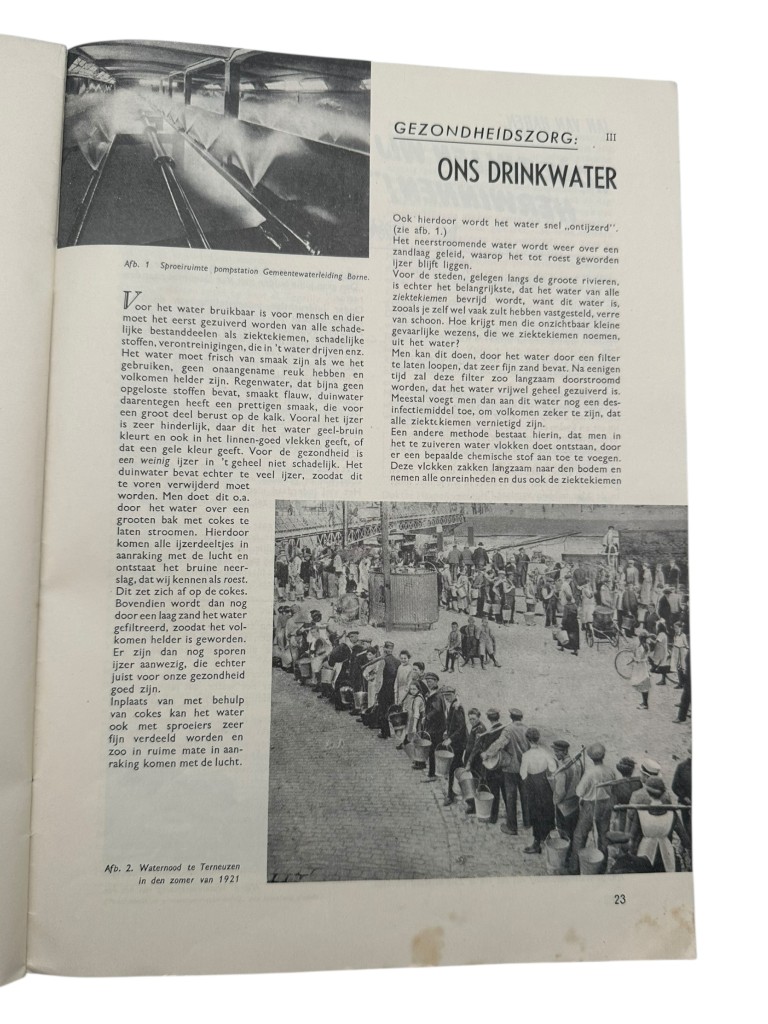 GEZONDHEIDSZORG: III
ONS DRINKWATER
Afb. 1 Sproeiruimte pompstation Gemeentewaterleiding Borne.
Voor het water bruikbaar is voor mensch en dier
moet het eerst gezuiverd worden van alle schade-
lijke bestanddeelen als ziektekiemen, schadelijke
stoffen, verontreinigingen, die in 't water drijven enz.
Het water moet frisch van smaak zijn als we het
gebruiken, geen onaangename reuk hebben en
volkomen helder zijn. Regenwater, dat bijna geen
opgeloste stoffen bevat, smaakt flauw, duinwater
daarentegen heeft een prettigen smaak, die voor
een groot deel berust op de kalk. Vooral het ijzer
is zeer hinderlijk, daar dit het water geel-bruin
kleurt en ook in het linnen-goed vlekken geeft, of
dat een gele kleur geeft. Voor de gezondheid is
een weinig ijzer in 't geheel niet schadelijk. Het
duinwater bevat echter te veel ijzer, zoodat dit
te voren verwijderd moet
worden. Men doet dit o.a.
door het water over een
grooten bak met cokes te
laten stroomen. Hierdoor
komen alle ijzerdeeltjes in
aanraking met de lucht en
ontstaat het bruine neer-
slag, dat wij kennen als roest.
Dit zet zich af op de cokes.
Bovendien wordt dan nog
door een laag zand het water
gefiltreerd, zoodat het vol-
komen helder is geworden.
Er zijn dan nog sporen
ijzer aanwezig, die echter
juist voor onze gezondheid
goed zijn.
Inplaats van met behulp
van cokes kan het water
ook met sproeiers zeer
fijn verdeeld worden en
zoo in ruime mate in aan-
raking komen met de lucht.
Ook hierdoor wordt het water snel „ontijzerd".
(zie afb. 1.)
Het neerstroomende water wordt weer over een
zandlaag geleid, waarop het tot roest geworden
ijzer blijft liggen.
Voor de steden, gelegen langs de groote rivieren,
is echter het belangrijkste, dat het water van alle
ziektekiemen bevrijd wordt, want dit water is,
zooals je zelf wel vaak zult hebben vastgesteld, verre
van schoon. Hoe krijgt men die onzichtbaar kleine
gevaarlijke wezens, die we ziektekiemen noemen,
uit het water?
Men kan dit doen, door het water door een filter
te laten loopen, dat zeer fijn zand bevat. Na eenigen
tijd zal deze filter zoo langzaam doorstroomd
worden, dat het water vrijwel geheel gezuiverd is.
Meestal voegt men dan aan dit water nog een des-
infectiemiddel toe, om volkomen zeker te zijn, dat
alle ziektekiemen vernietigd zijn.
Een andere methode bestaat hierin, dat men in
het te zuiveren water vlokken doet ontstaan, door
er een bepaalde chemische stof aan toe te voegen.
Deze vlokken zakken langzaam naar den bodem en
nemen alle onreinheden en dus ook de ziektekiemen
Afb. 2. Waternood te Terneuzen
in den zomer van 1921
23